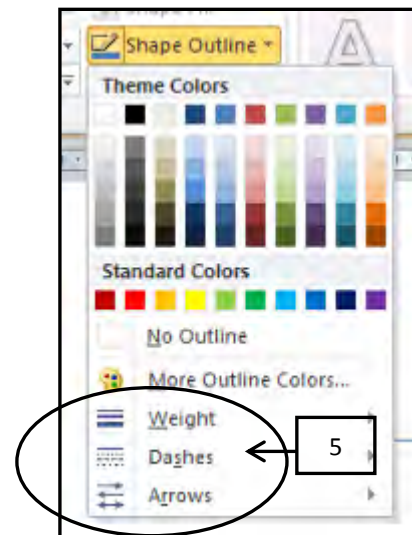 Shape Outline
Theme Colors
Standard Colors
No Outline
More Outline Colors...
Weight
Dashes
5
Arrows